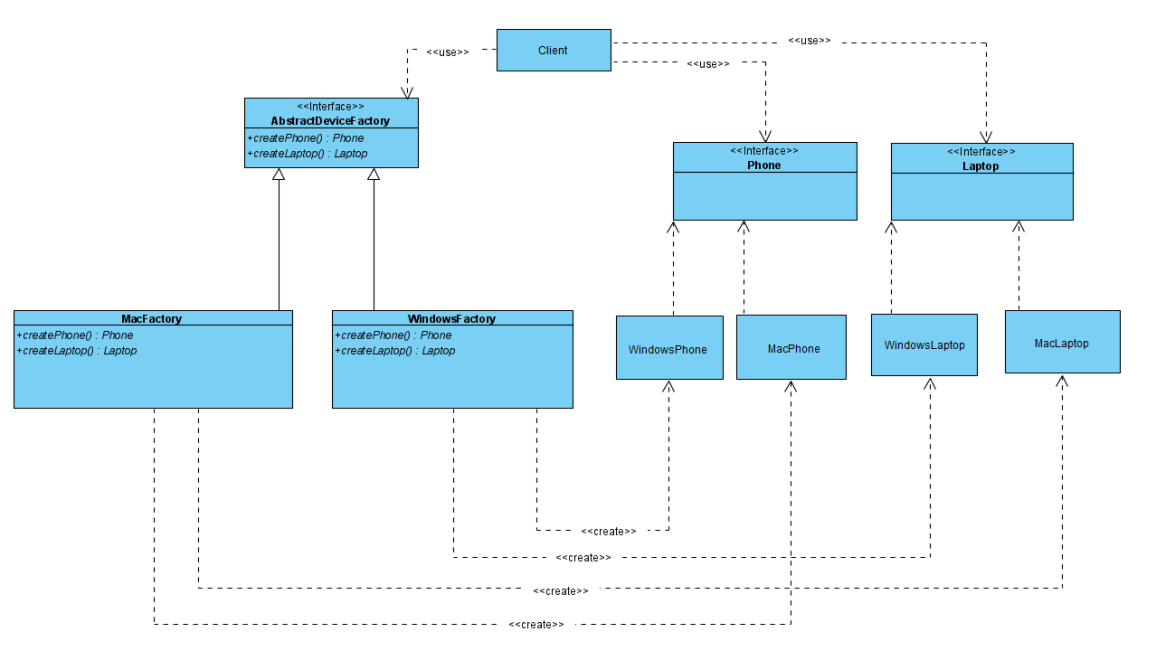 Client
<<use>>
<<use>>
<<use>>
<<Interface>>
AbstractDeviceFactory
+createPhone() : Phone
+createLaptop() : Laptop
<<Interface>>
Phone
<<Interface>>
Laptop
MacFactory
+createPhone() : Phone
+createLaptop() : Laptop
WindowsFactory
+createPhone() : Phone
+createLaptop() : Laptop
WindowsPhone
MacPhone
WindowsLaptop
MacLaptop
<<create>>
<<create>>
<<create>>
<<create>>